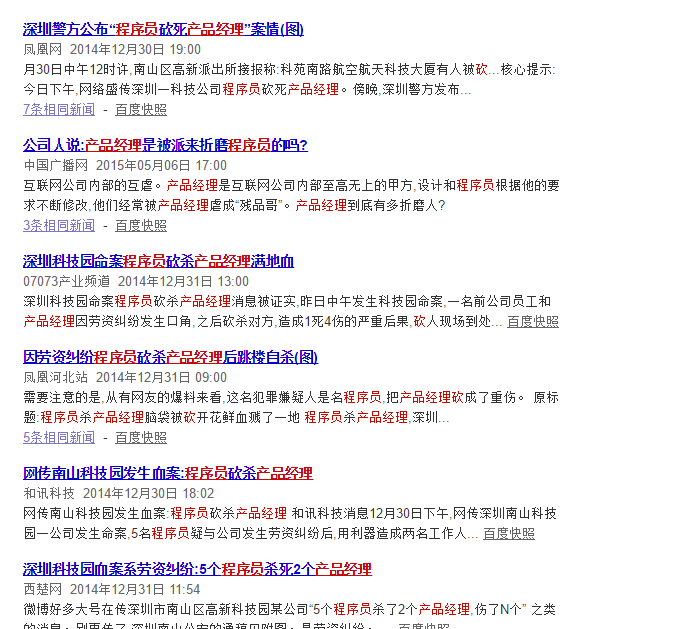 深圳警方公布“程序员砍死产品经理”案情(图)
凤凰网 2014年12月30日 19:00
月30日中午12时许,南山区高新派出所接报称:科苑南路航空航天科技大厦有人被砍...核心提示:
今日下午,网络盛传深圳一科技公司程序员砍死产品经理。傍晚,深圳警方发布...
7条相同新闻 - 百度快照
公司人说:产品经理是被派来折磨程序员的吗?
中国广播网 2015年05月06日 17:00
互联网公司内部的互虐。产品经理是互联网公司内部至高无上的甲方,设计和程序员根据他的要
求不断修改,他们经常被产品经理虐成“残品哥”。产品经理到底有多折磨人?
3条相同新闻 - 百度快照
深圳科技园命案程序员砍杀产品经理满地血
07073产业频道 2014年12月31日 13:00
深圳科技园命案程序员砍杀产品经理消息被证实,昨日中午发生科技园命案,一名前公司员工和
产品经理因劳资纠纷发生口角,之后砍杀对方,造成1死4伤的严重后果,砍人现场到处... 百度快照
因劳资纠纷程序员砍杀产品经理后跳楼自杀(图)
凤凰河北站 2014年12月31日 09:00
需要注意的是,从有网友的爆料来看,这名犯罪嫌疑人是名程序员,把产品经理砍成了重伤。 原标
题:程序员杀产品经理脑袋被砍开花鲜血溅了一地 程序员杀产品经理,深圳...
5条相同新闻 - 百度快照
网传南山科技园发生血案:程序员砍杀产品经理
和讯科技 2014年12月30日 18:02
网传南山科技园发生血案:程序员砍杀产品经理 和讯科技消息12月30日下午,网传深圳南山科技
园一公司发生命案,5名程序员疑与公司发生劳资纠纷后,用利器造成两名工作人... 百度快照
深圳科技园血案系劳资纠纷:5个程序员杀死2个产品经理
西楚网 2014年12月31日 11:54
微博好多大号在传深圳市南山区高新科技园某公司“5个程序员杀了2个产品经理,伤了N个” 之类